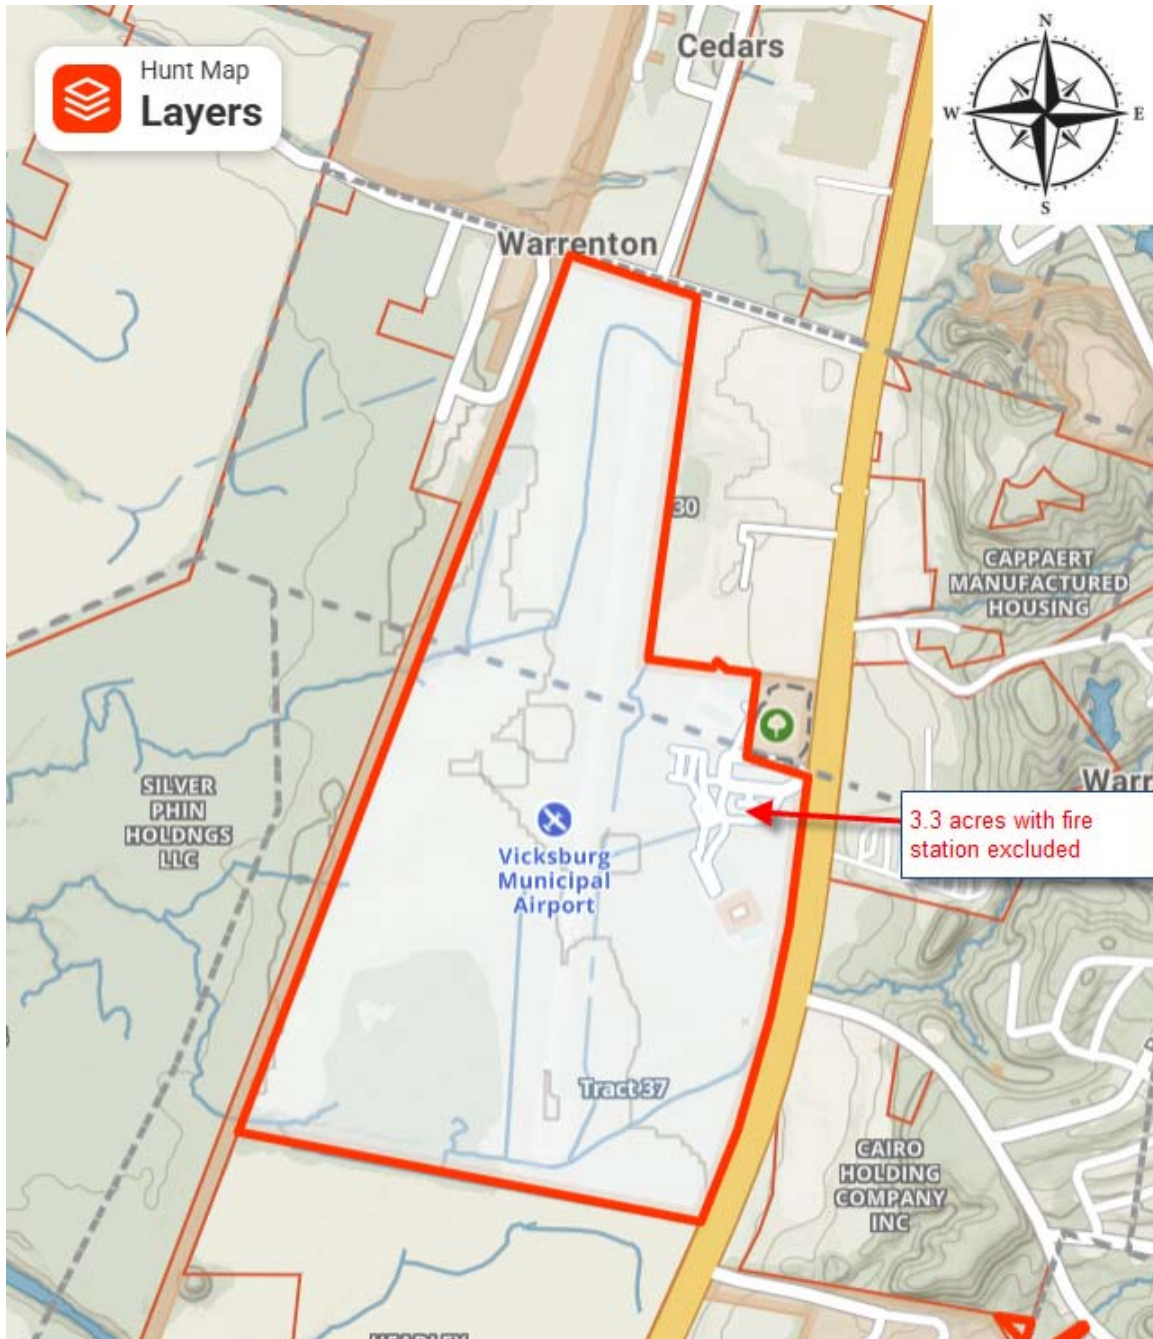 Hunt Map
Layers
Cedars
N
W
E
S
Warrenton
30
CAPPAERT
MANUFACTURED
HOUSING
SILVER
PHIN
HOLDNGS
LLC
Warr
3.3 acres with fire
station excluded
Vicksburg
Municipal
Airport
Tract 37
CAIRO
HOLDING
COMPANY
INC